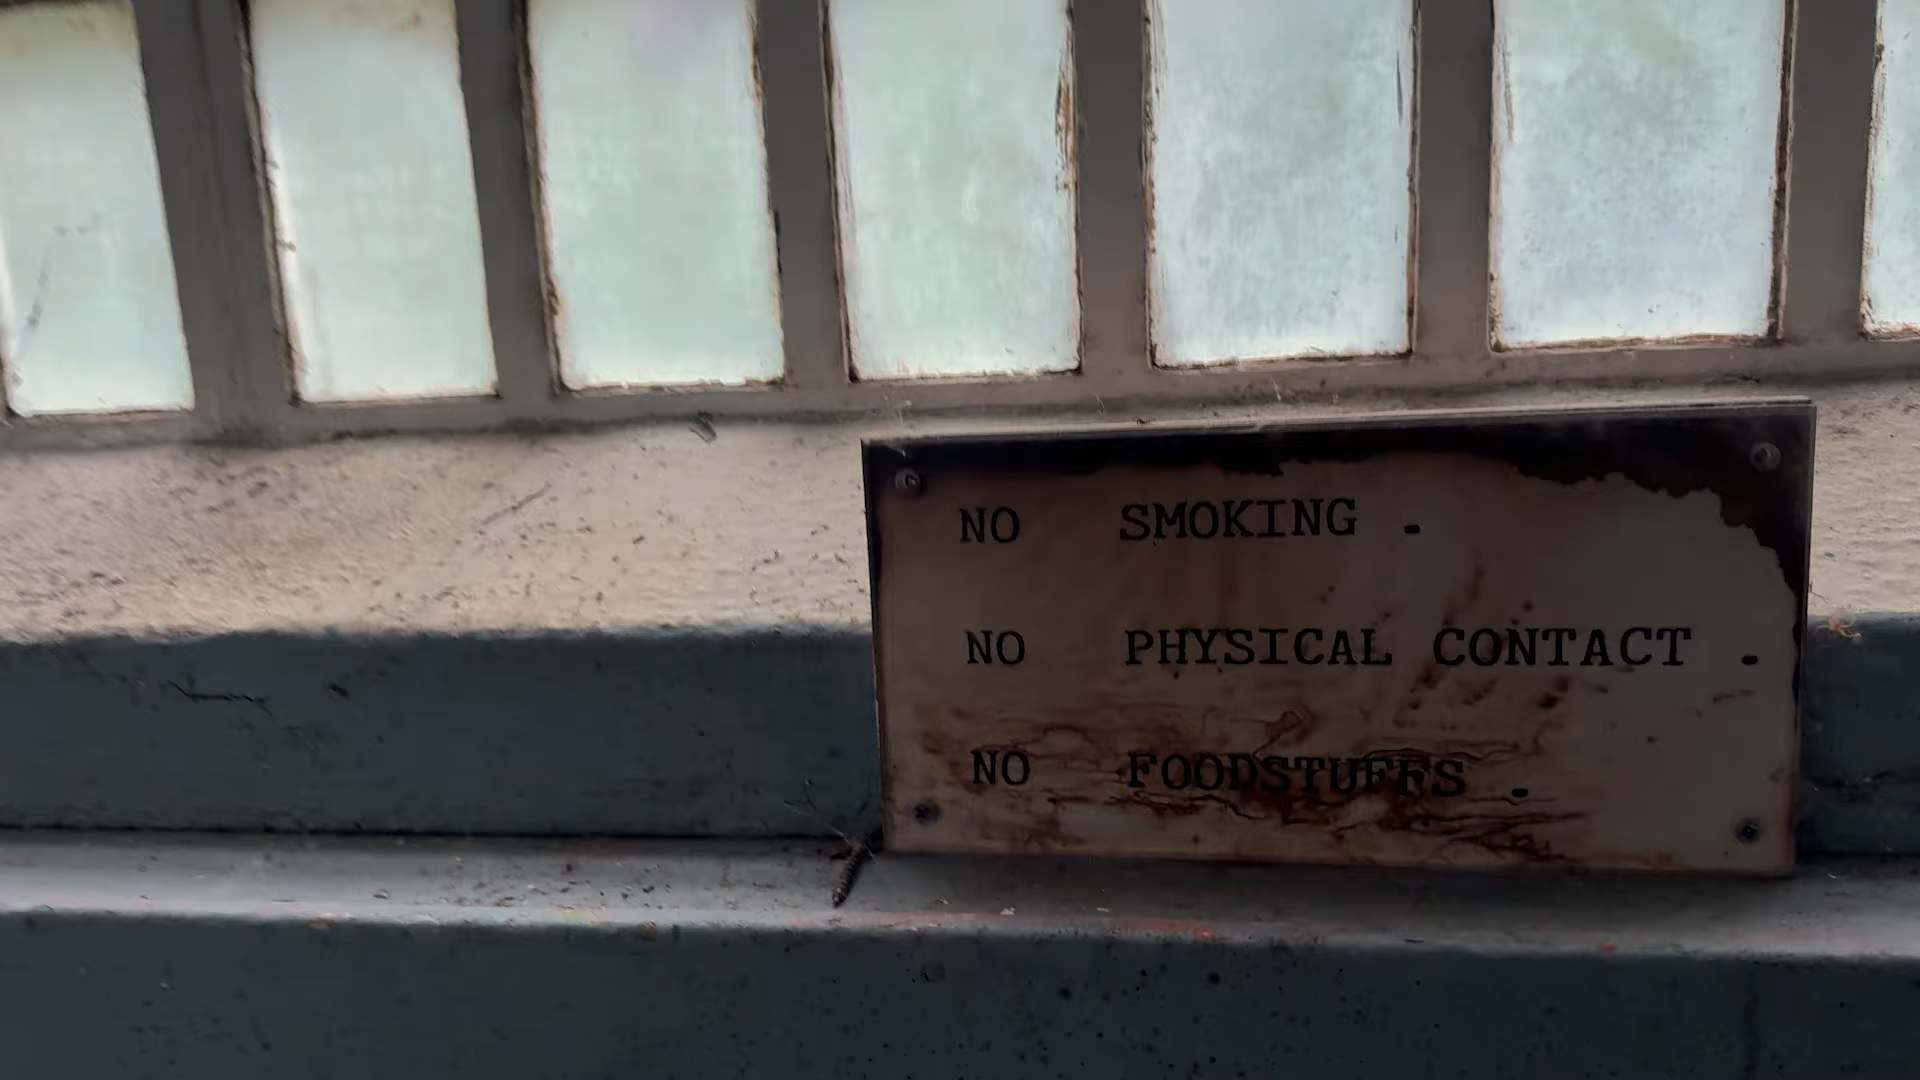 NO SMOKING .
NO PHYSICAL CONTACT .
NO FOODSTUFFS .